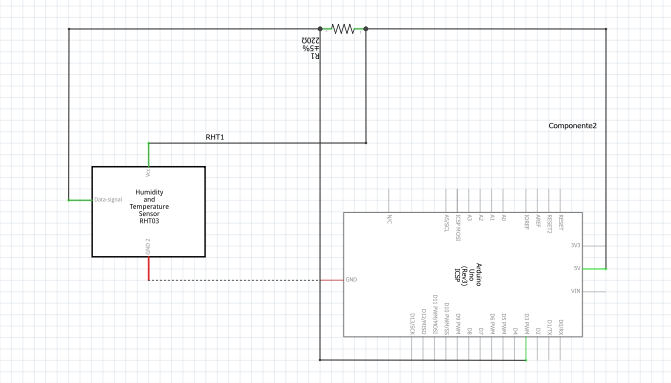 220Ω
±5%
R1
RHT1
Componente2
Vcc
Data-signal
Humidity
and
Temperature
Sensor
RHT03
GND 2
N/C
A5/SCL
ICSP MOSI
A3
A2
A1
A0
IOREF
AREF
RESET2
RESET
Arduino
Uno
(Rev3)
ICSP
3V3
5V
VIN
GND
D13/SCK
D12/MISO
D11 PWM/MOSI
D10 PWM/SS
D9 PWM
D8
D7
D6 PWM
D5 PWM
D4
D3 PWM
D2
D1/TX
D0/RX